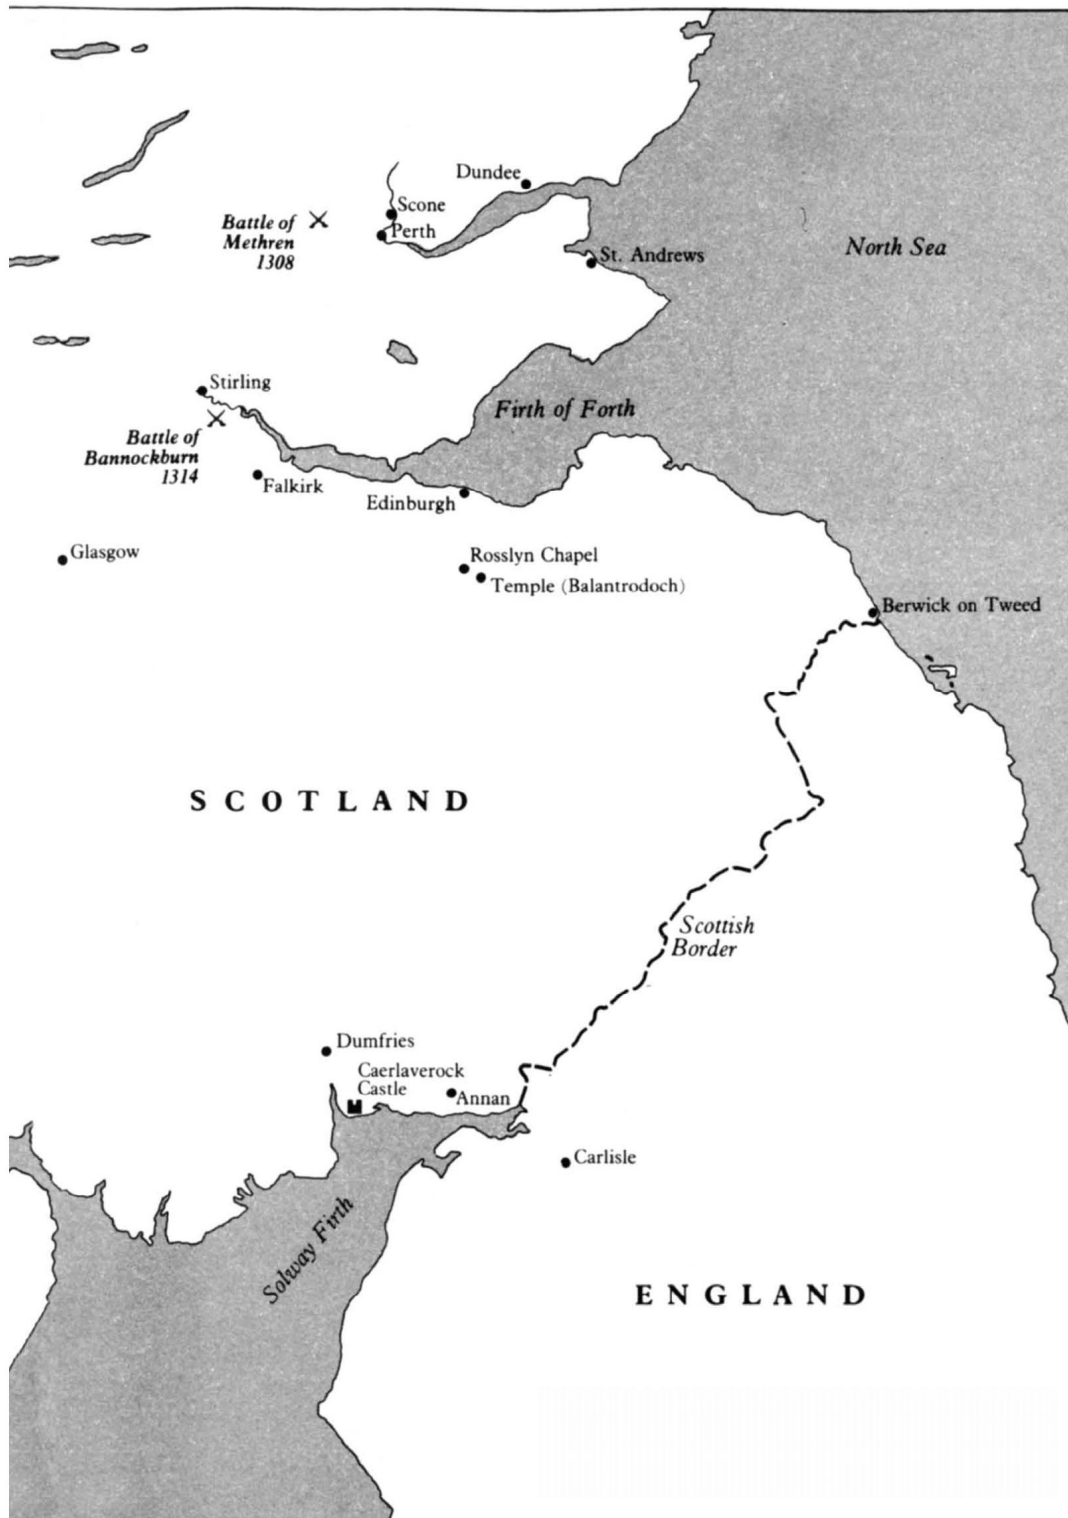 Dundee
Scone
Battle of
Methren
1308
Perth
North Sea
St. Andrews
Stirling
Firth of Forth
Battle of
Bannockburn
1314
Falkirk
Edinburgh
Glasgow
Rosslyn Chapel
Temple (Balantrodoch)
Berwick on Tweed
SCOTLAND
Scottish
Border
Dumfries
Caerlaverock
Castle
Annan
Carlisle
Solway Firth
ENGLAND